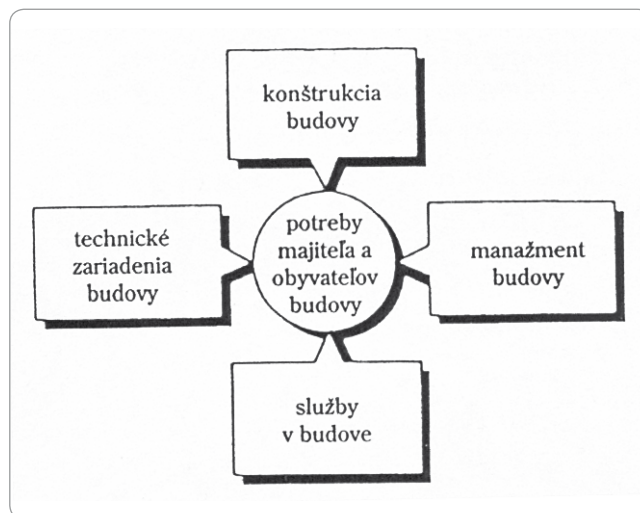 konštrukcia
budovy
technické
zariadenia
budovy
potreby
majiteľa a
obyvateľov
budovy
manažment
budovy
služby
v budove